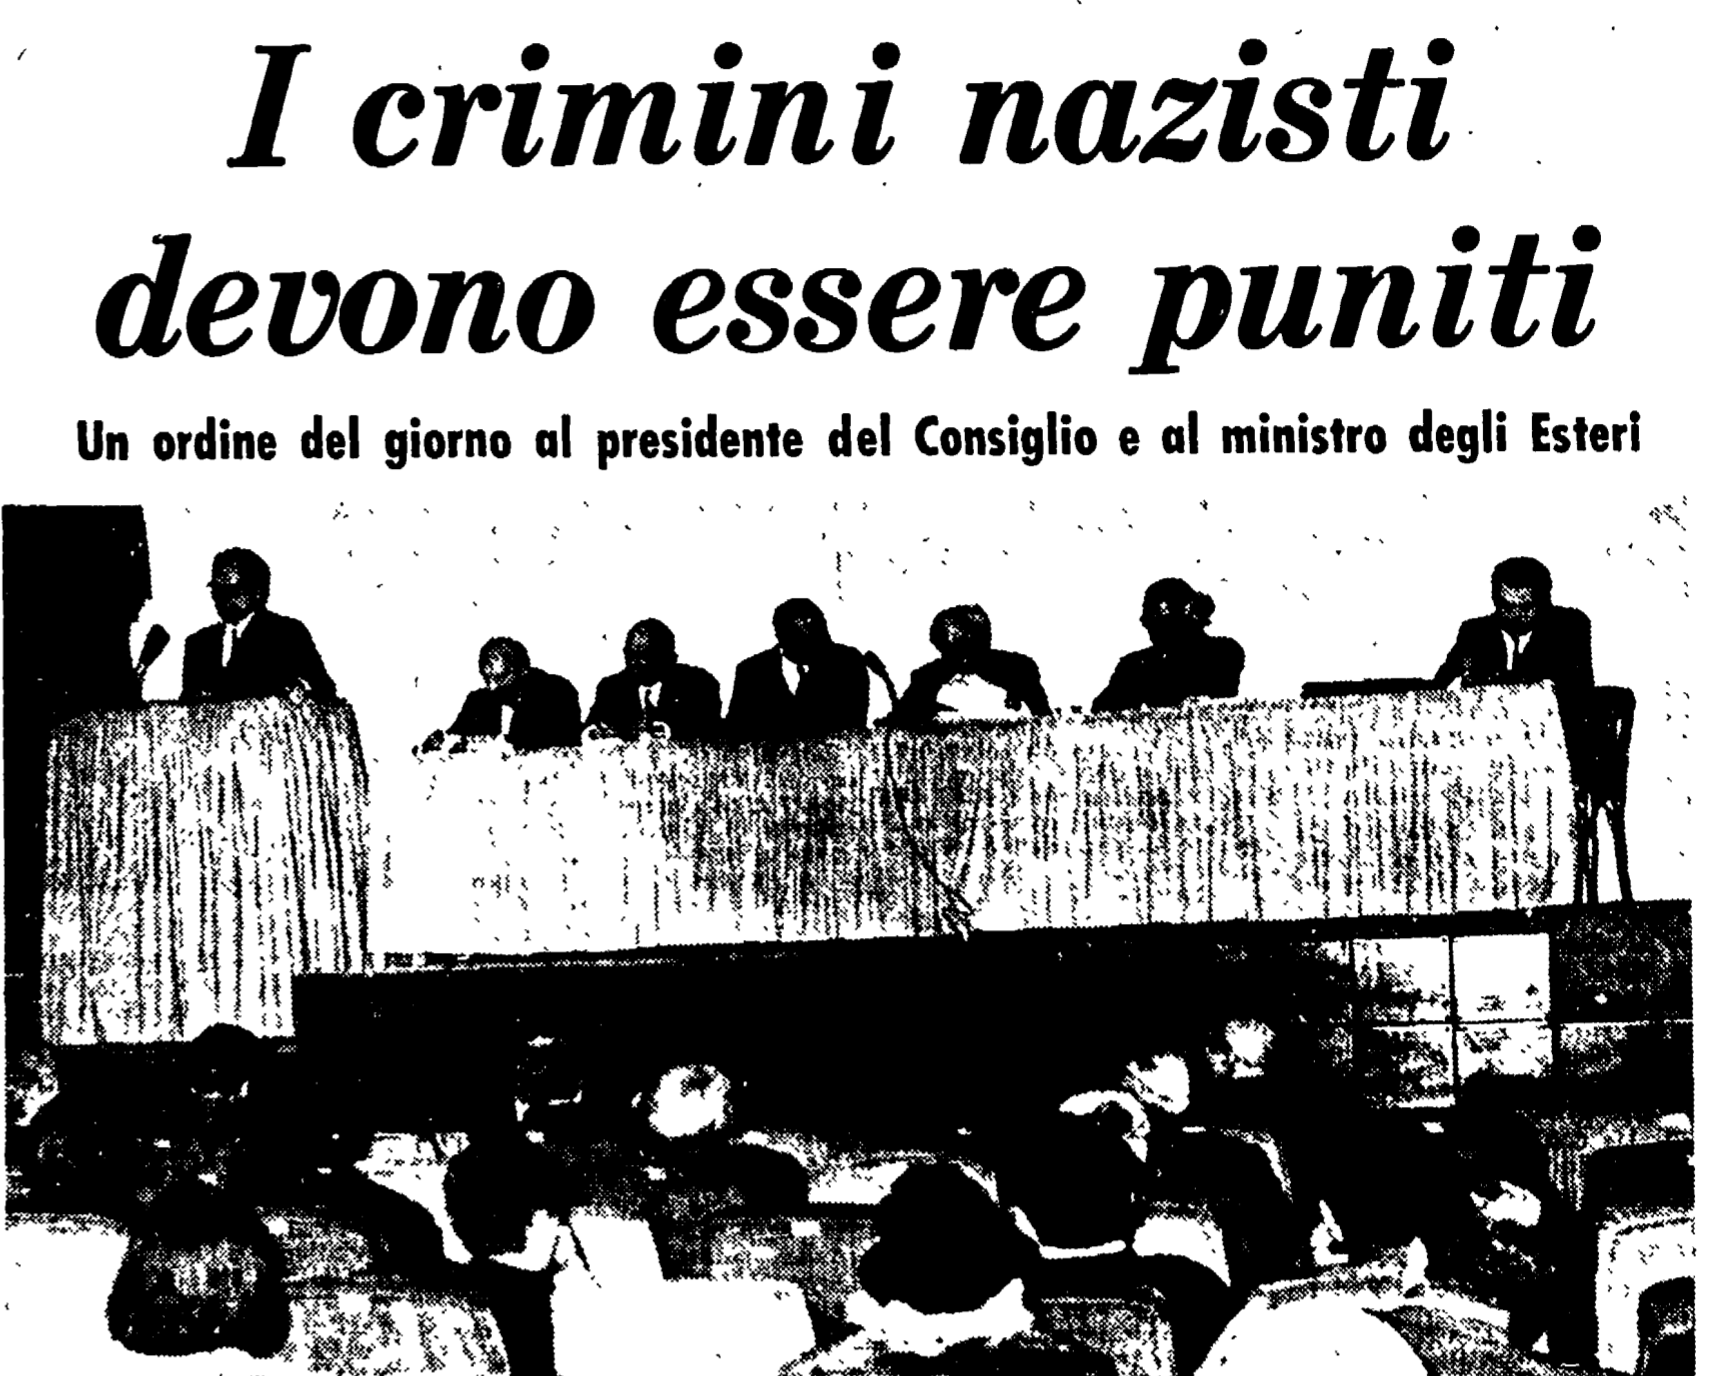 I crimini nazisti
devono essere puniti
Un ordine del giorno al presidente del Consiglio e al ministro degli Esteri